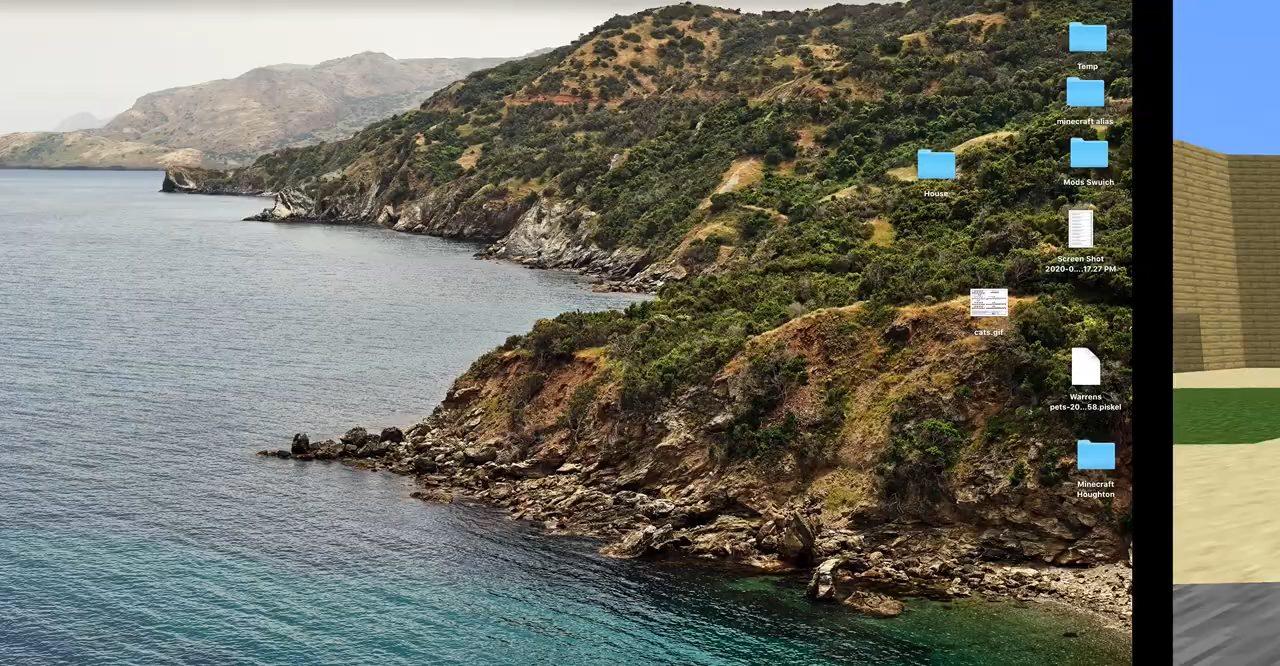 Temp
minecraft alias
Mods Swuich
House
Screen Shot
2020-0....17.27 PM
cats.gif
Warrens
pets-20...58.piskel
Minecraft
Houghton